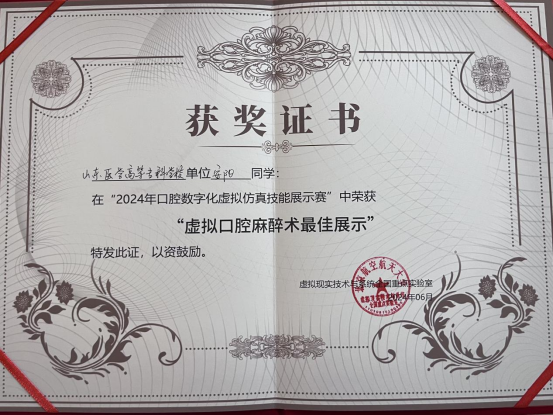 获奖证书
山东医学高等专科学校单位安阳 同学：
在“2024年口腔数字化虚拟仿真技能展示赛”中荣获
“虚拟口腔麻醉术最佳展示”
特发此证，以资鼓励。
虚拟现实技术与系统全国重点实验室
2024年06月